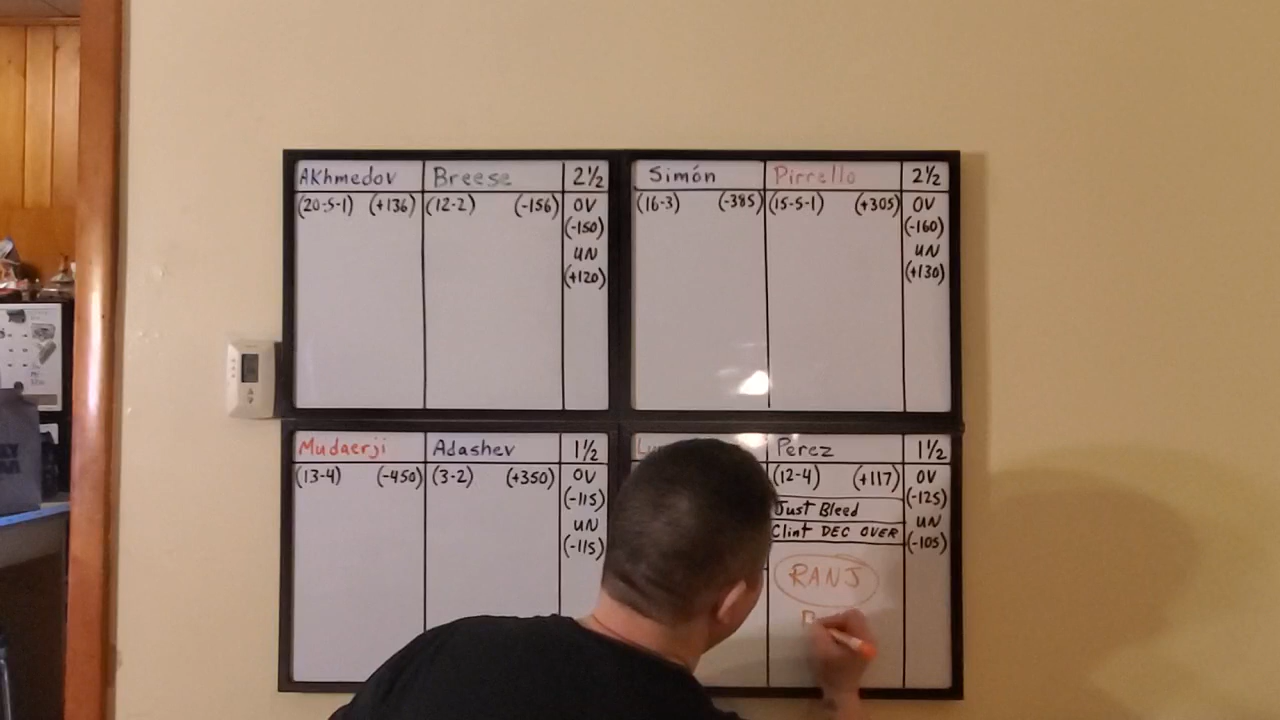 Akhmedov Breese 2½
(20-5-1) (+136) (12-2) (-156) OV
(-150)
UN
(+120)
Simón Pirrello 2½
(16-3) (-385) (15-5-1) (+305) OV
(-160)
UN
(+130)
Mudaerji Adashev 1½
(13-4) (-450) (3-2) (+350) OV
(-115)
UN
(-115)
Perez 1½
(12-4) (+117) OV
(-125)
Just Bleed UN
Clint DEC OVER (-105)
RANJ